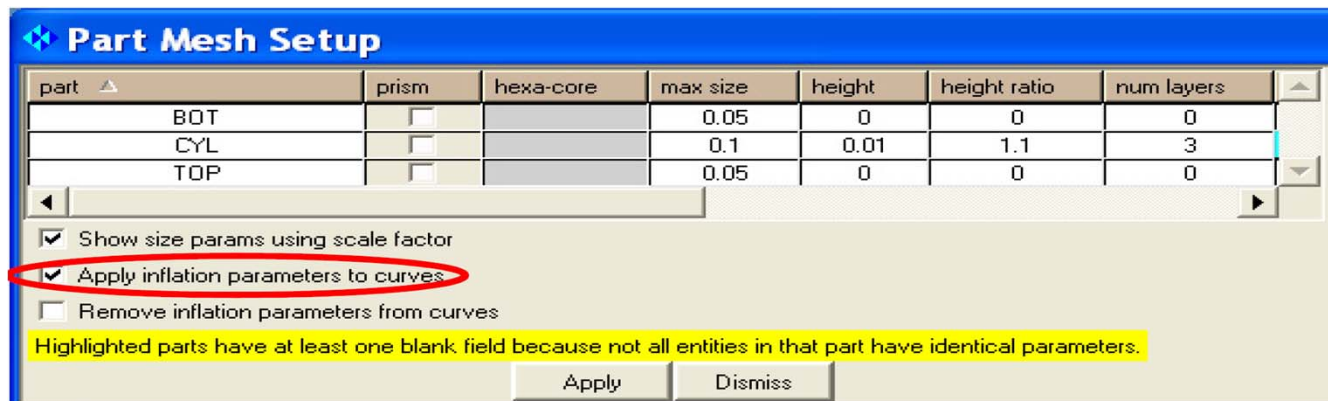 Part Mesh Setup
part prism hexa-core max size height height ratio num layers
BOT 0.05 0 0 0
CYL 0.1 0.01 1.1 3
TOP 0.05 0 0 0
Show size params using scale factor
Apply inflation parameters to curves
Remove inflation parameters from curves
Highlighted parts have at least one blank field because not all entities in that part have identical parameters.
Apply Dismiss